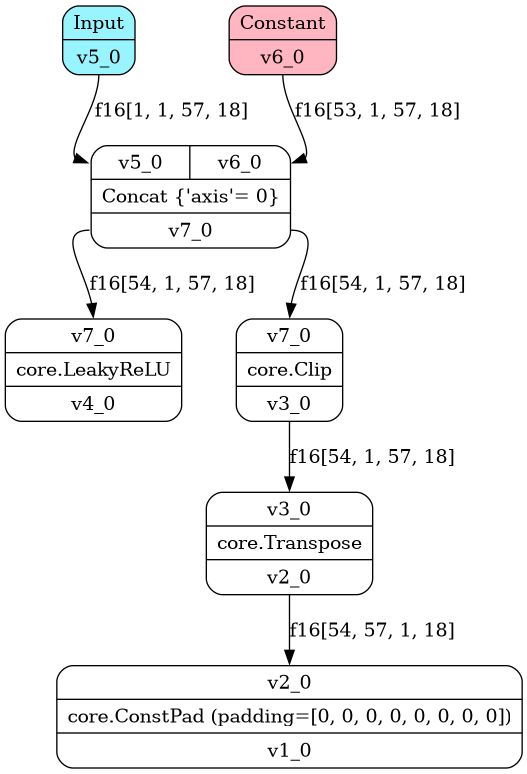 Input
v5_0
Constant
v6_0
f16[1, 1, 57, 18]
f16[53, 1, 57, 18]
v5_0 v6_0
Concat {'axis'= 0}
v7_0
f16[54, 1, 57, 18]
f16[54, 1, 57, 18]
v7_0
core.LeakyReLU
v4_0
v7_0
core.Clip
v3_0
f16[54, 1, 57, 18]
v3_0
core.Transpose
v2_0
f16[54, 57, 1, 18]
v2_0
core.ConstPad (padding=[0, 0, 0, 0, 0, 0, 0, 0])
v1_0